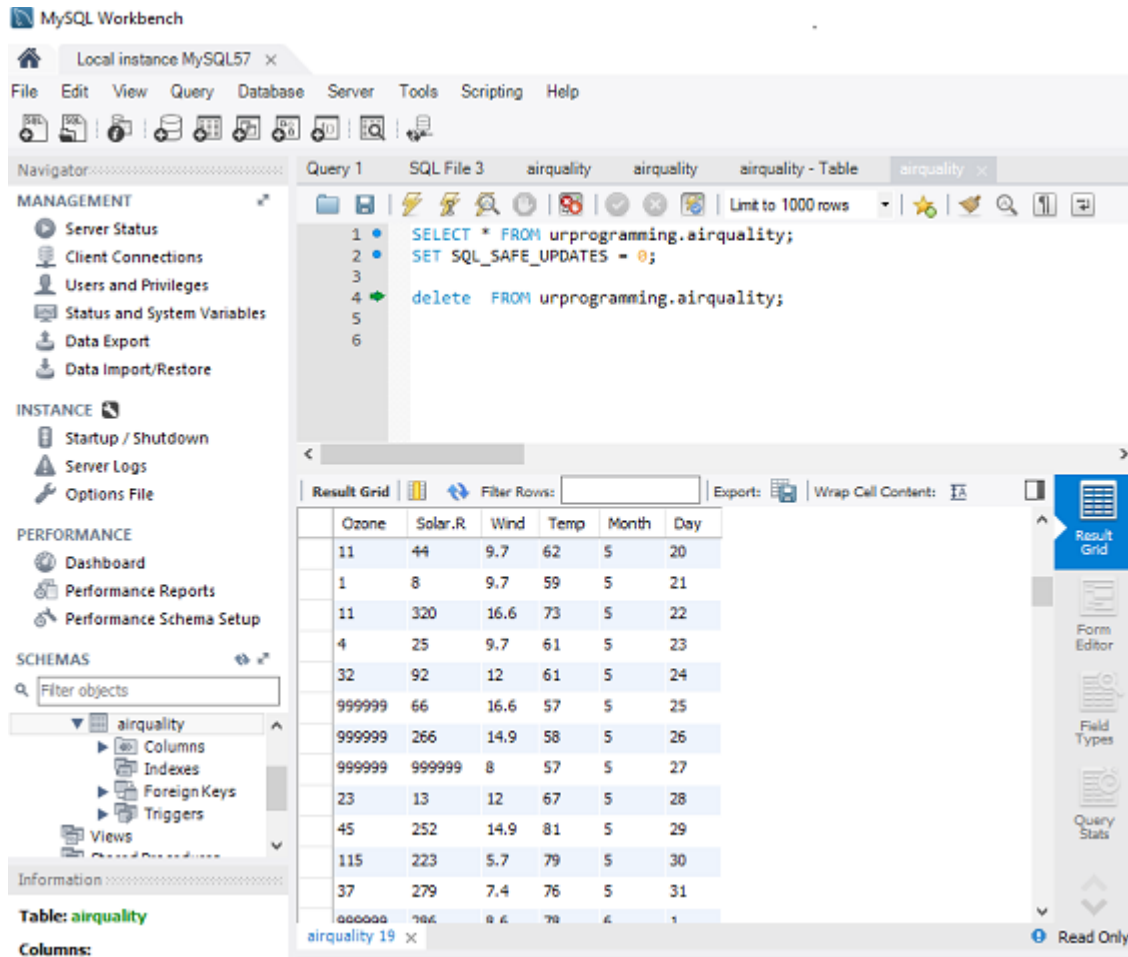 MySQL Workbench
Local instance MySQL57 ×
File Edit View Query Database Server Tools Scripting Help
Navigator
MANAGEMENT
Server Status
Client Connections
Users and Privileges
Status and System Variables
Data Export
Data Import/Restore
INSTANCE
Startup / Shutdown
Server Logs
Options File
PERFORMANCE
Dashboard
Performance Reports
Performance Schema Setup
SCHEMAS
Filter objects
airquality
Columns
Indexes
Foreign Keys
Triggers
Views
Information
Table: airquality
Columns:
Query 1 SQL File 3 airquality airquality airquality - Table airquality ×
Limit to 1000 rows
1 SELECT * FROM urprogramming.airquality;
2 SET SQL_SAFE_UPDATES = 0;
3
4 delete FROM urprogramming.airquality;
5
6
Result Grid Filter Rows: Export: Wrap Cell Content:
Ozone Solar.R Wind Temp Month Day
11 44 9.7 62 5 20
1 8 9.7 59 5 21
11 320 16.6 73 5 22
4 25 9.7 61 5 23
32 92 12 61 5 24
999999 66 16.6 57 5 25
999999 266 14.9 58 5 26
999999 999999 8 57 5 27
23 13 12 67 5 28
45 252 14.9 81 5 29
115 223 5.7 79 5 30
37 279 7.4 76 5 31
999999 286 8.6 78 6 1
airquality 19 ×
Result
Grid
Form
Editor
Field
Types
Query
Stats
Read Only